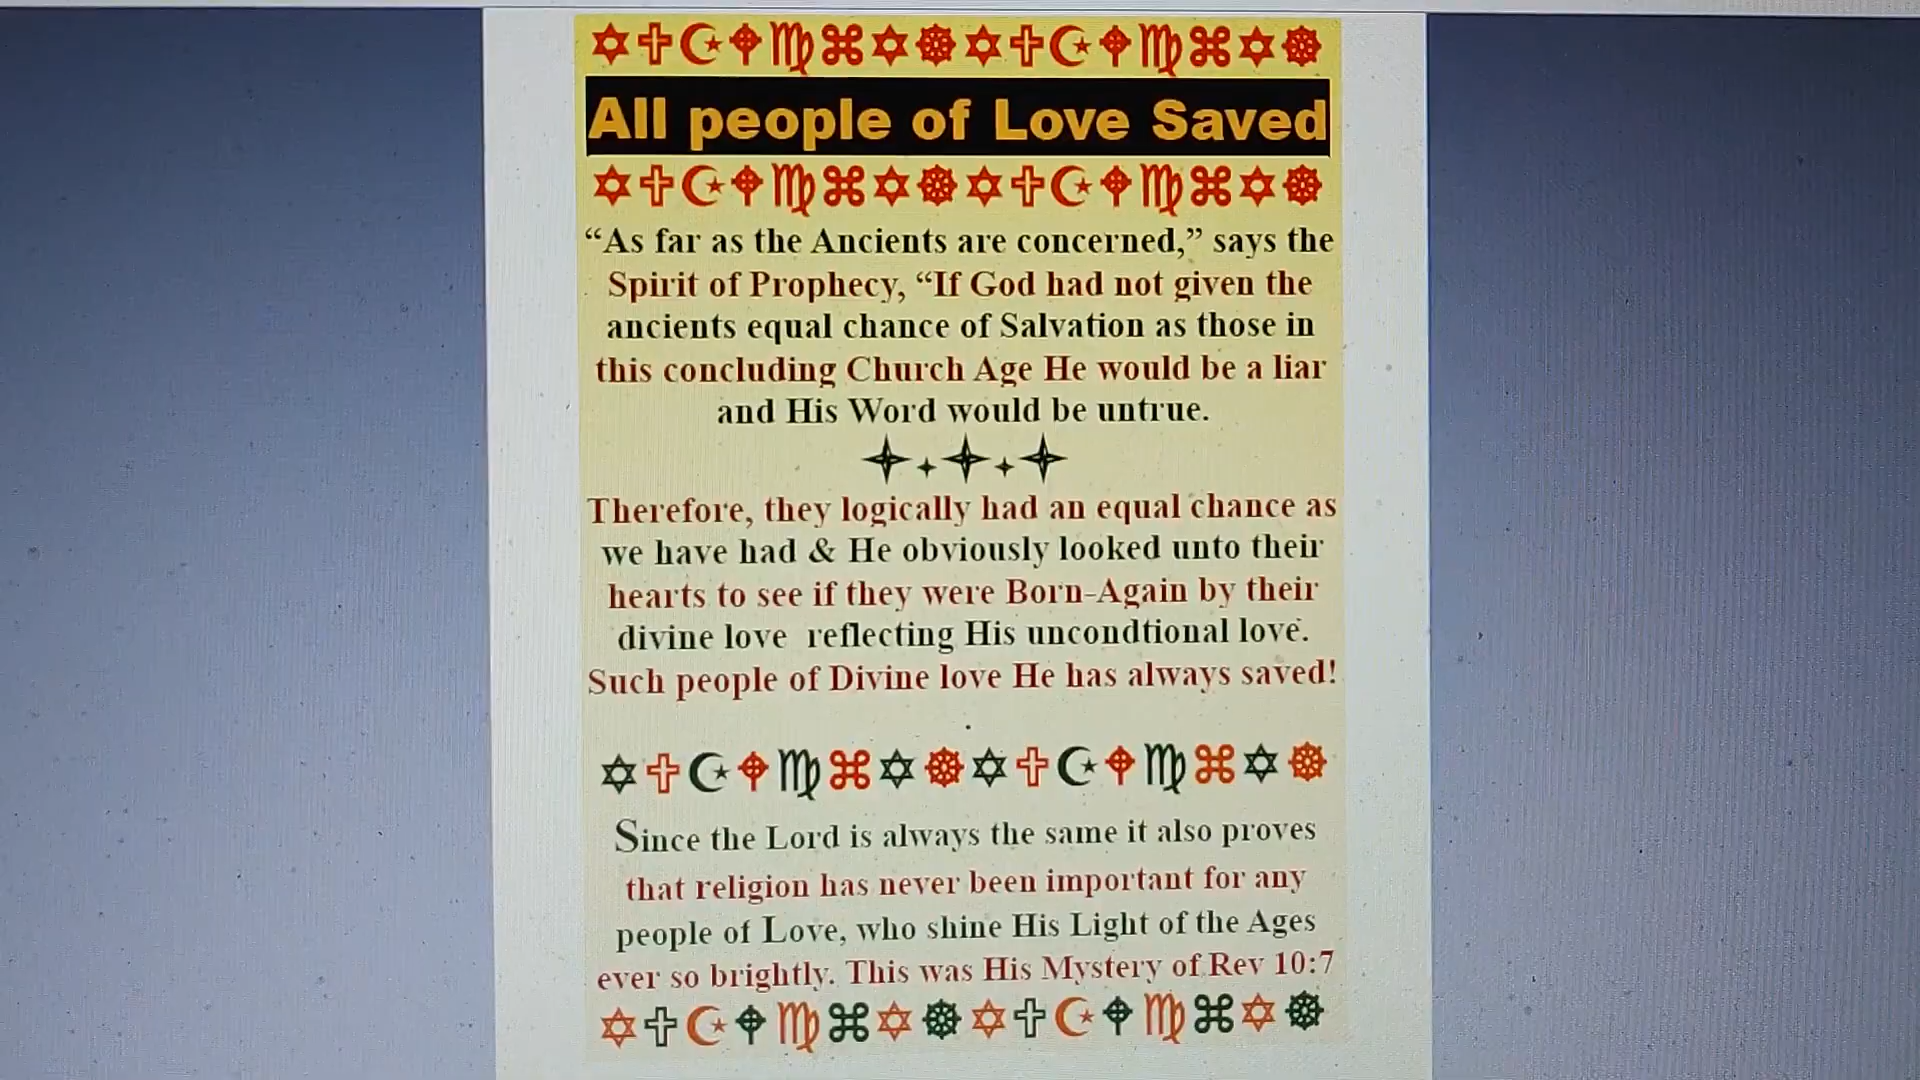 ✡✝☪⌖♍⌘✡☸✡✝☪⌖♍⌘✡☸
All people of Love Saved
✡✝☪⌖♍⌘✡☸✡✝☪⌖♍⌘✡☸
“As far as the Ancients are concerned,” says the
Spirit of Prophecy, “If God had not given the
ancients equal chance of Salvation as those in
this concluding Church Age He would be a liar
and His Word would be untrue.
Therefore, they logically had an equal chance as
we have had & He obviously looked unto their
hearts to see if they were Born-Again by their
divine love reflecting His uncondtional love.
Such people of Divine love He has always saved!
✡✝☪⌖♍⌘✡☸✡✝☪⌖♍⌘✡☸
Since the Lord is always the same it also proves
that religion has never been important for any
people of Love, who shine His Light of the Ages
ever so brightly. This was His Mystery of Rev 10:7
✡✝☪⌖♍⌘✡☸✡✝☪⌖♍⌘✡☸